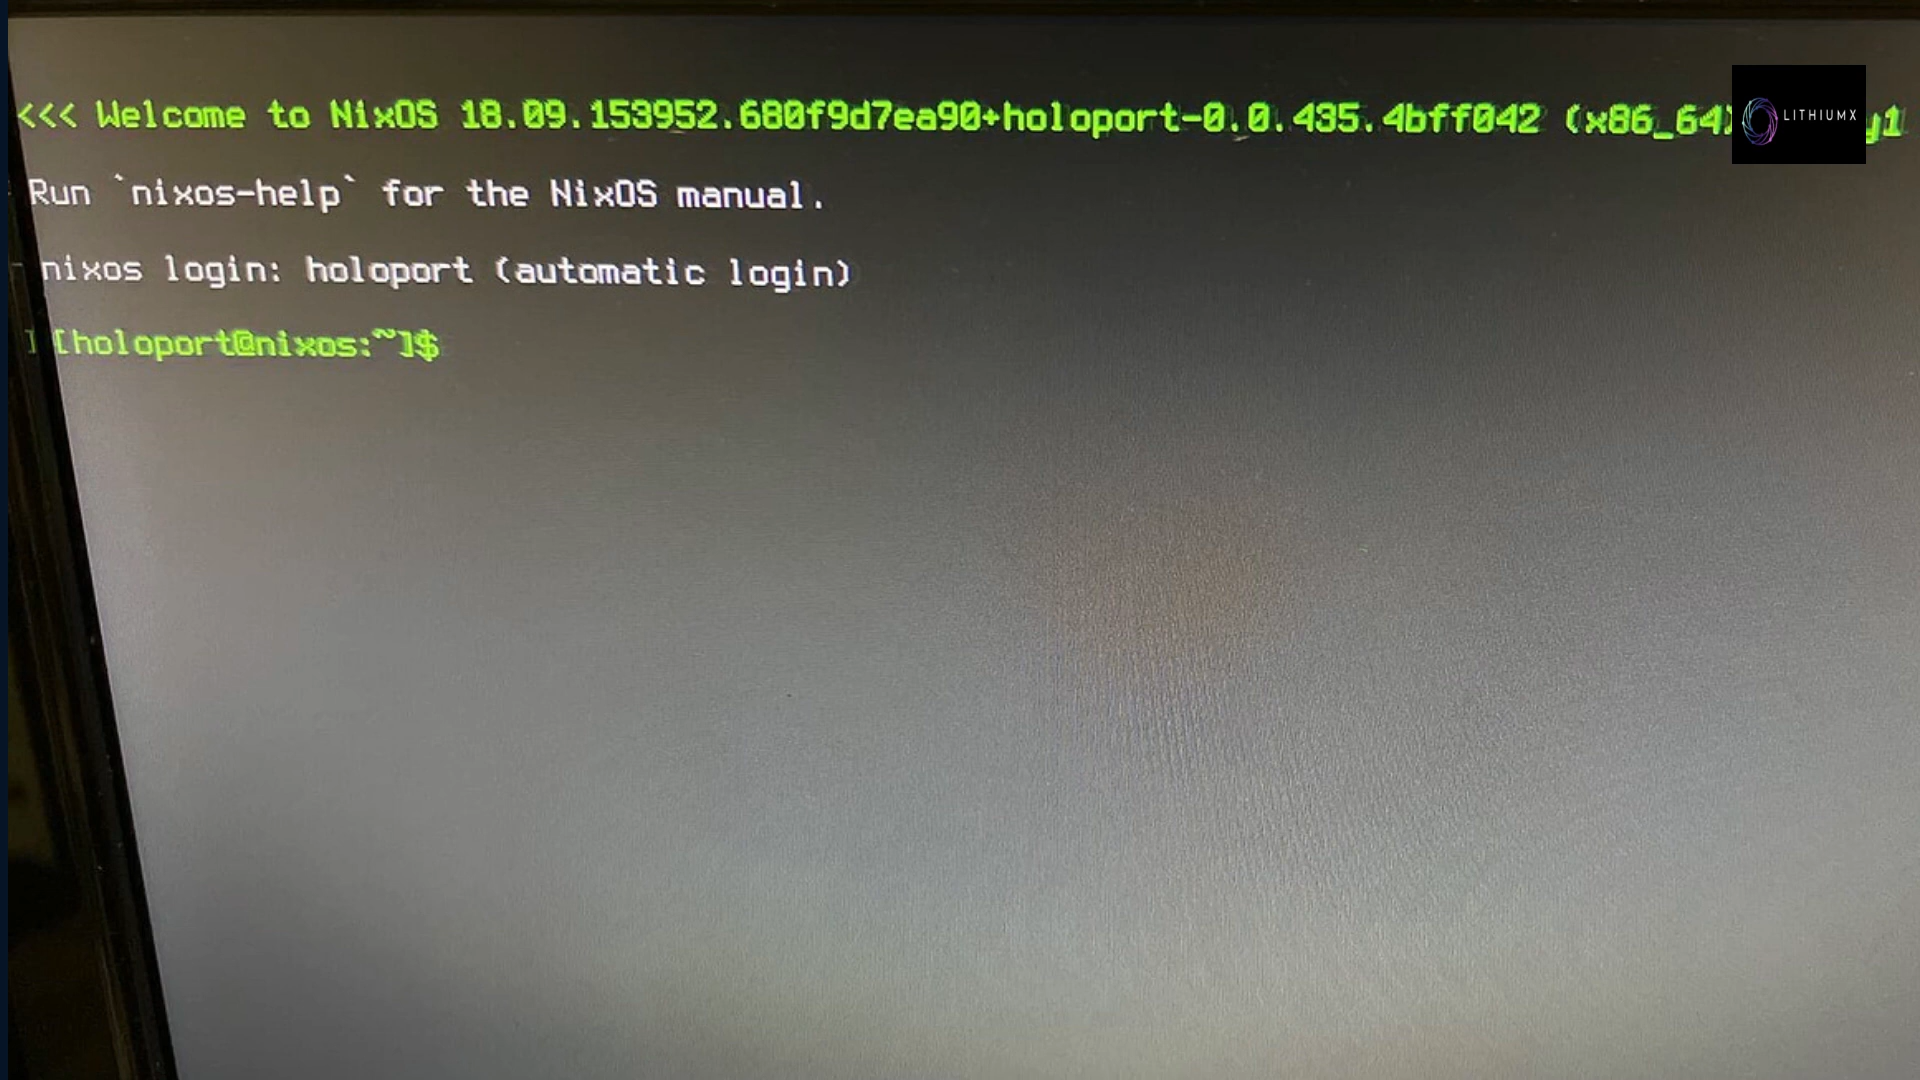 <<< Welcome to NixOS 18.09.153952.680f9d7ea90+holoport-0.0.435.4bff042 (x86_64)
LITHIUMX
Run `nixos-help` for the NixOS manual.
nixos login: holoport (automatic login)
[holoport@nixos:~]$